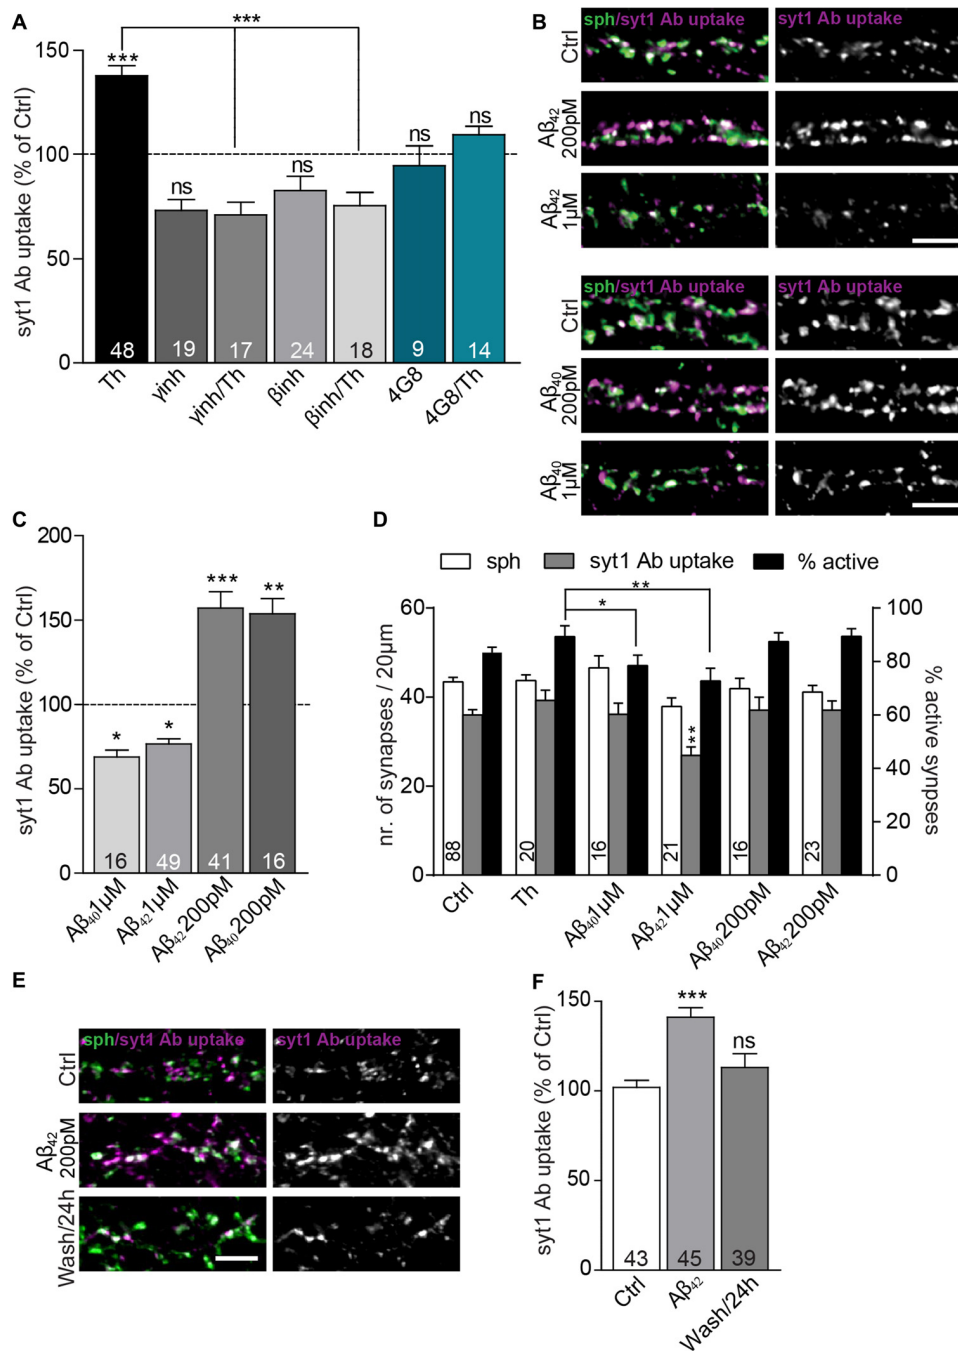 A
***
150
***
ns
ns
100
ns
ns
50
0
48
19
17
24
18
9
14
syt1 Ab uptake (% of Ctrl)
Th
γinh
γinh/Th
βinh
βinh/Th
4G8
4G8/Th
B
sph/syt1 Ab uptake
syt1 Ab uptake
Ctrl
Aβ42
200pM
Aβ42
1µM
sph/syt1 Ab uptake
syt1 Ab uptake
Ctrl
Aβ40
200pM
Aβ40
1µM
C
200
150
100
50
0
***
**
*
*
16
49
41
16
syt1 Ab uptake (% of Ctrl)
Aβ40 1µM
Aβ42 1µM
Aβ42 200pM
Aβ40 200pM
D
sph
syt1 Ab uptake
% active
**
*
**
60
40
20
0
100
80
60
40
20
0
88
20
16
21
16
23
nr. of synapses / 20µm
% active synpses
Ctrl
Th
Aβ40 1µM
Aβ42 1µM
Aβ40 200pM
Aβ42 200pM
E
sph/syt1 Ab uptake
syt1 Ab uptake
Ctrl
Aβ42
200pM
Wash/24h
F
150
100
50
0
***
ns
43
45
39
syt1 Ab uptake (% of Ctrl)
Ctrl
Aβ42
Wash/24h